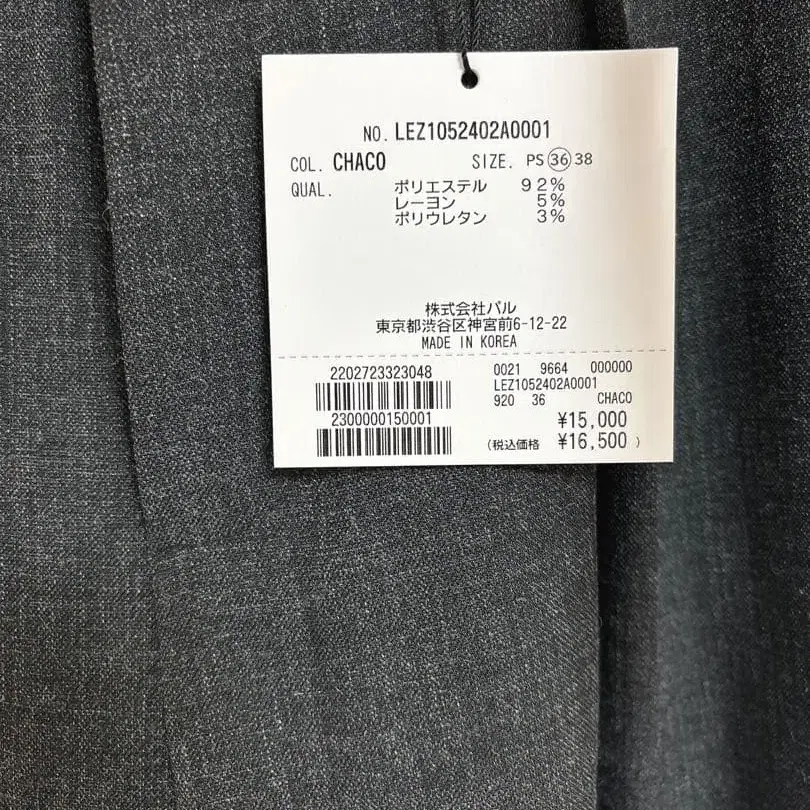 NO. LEZ1052402A0001
COL. CHACO SIZE. PS 36 38
QUAL. ポリエステル 92%
レーヨン 5%
ポリウレタン 3%
株式会社パル
東京都渋谷区神宮前6-12-22
MADE IN KOREA
2202723323048
2300000150001
0021 9664 000000
LEZ1052402A0001
920 36 CHACO
¥15,000
(税込価格 ¥16,500 )